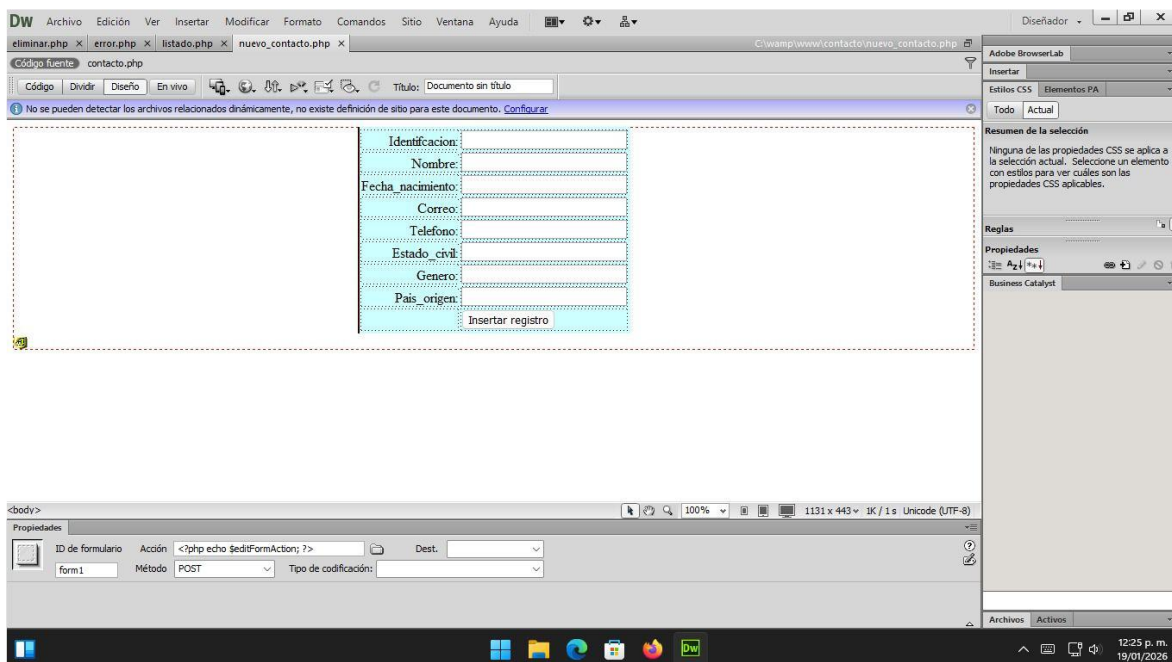 DW Archivo Edición Ver Insertar Modificar Formato Comandos Sitio Ventana Ayuda Diseñador
eliminar.php × error.php × listado.php × nuevo_contacto.php × C:\wamp\www\contacto\nuevo_contacto.php
Código fuente contacto.php
Código Dividir Diseño En vivo Título: Documento sin título
No se pueden detectar los archivos relacionados dinámicamente, no existe definición de sitio para este documento. Configurar
Identifcacion:
Nombre:
Fecha_nacimiento:
Correo:
Telefono:
Estado_civil:
Genero:
Pais_origen:
Insertar registro
Adobe BrowserLab
Insertar
Estilos CSS Elementos PA
Todo Actual
Resumen de la selección
Ninguna de las propiedades CSS se aplica a
la selección actual. Seleccione un elemento
con estilos para ver cuáles son las
propiedades CSS aplicables.
Reglas
Propiedades
Business Catalyst
<body> 100% 1131 x 443 1K / 1 s Unicode (UTF-8)
Propiedades
ID de formulario Acción <?php echo $editFormAction; ?> Dest.
form1 Método POST Tipo de codificación:
Archivos Activos
Dw
12:25 p. m.
19/01/2026